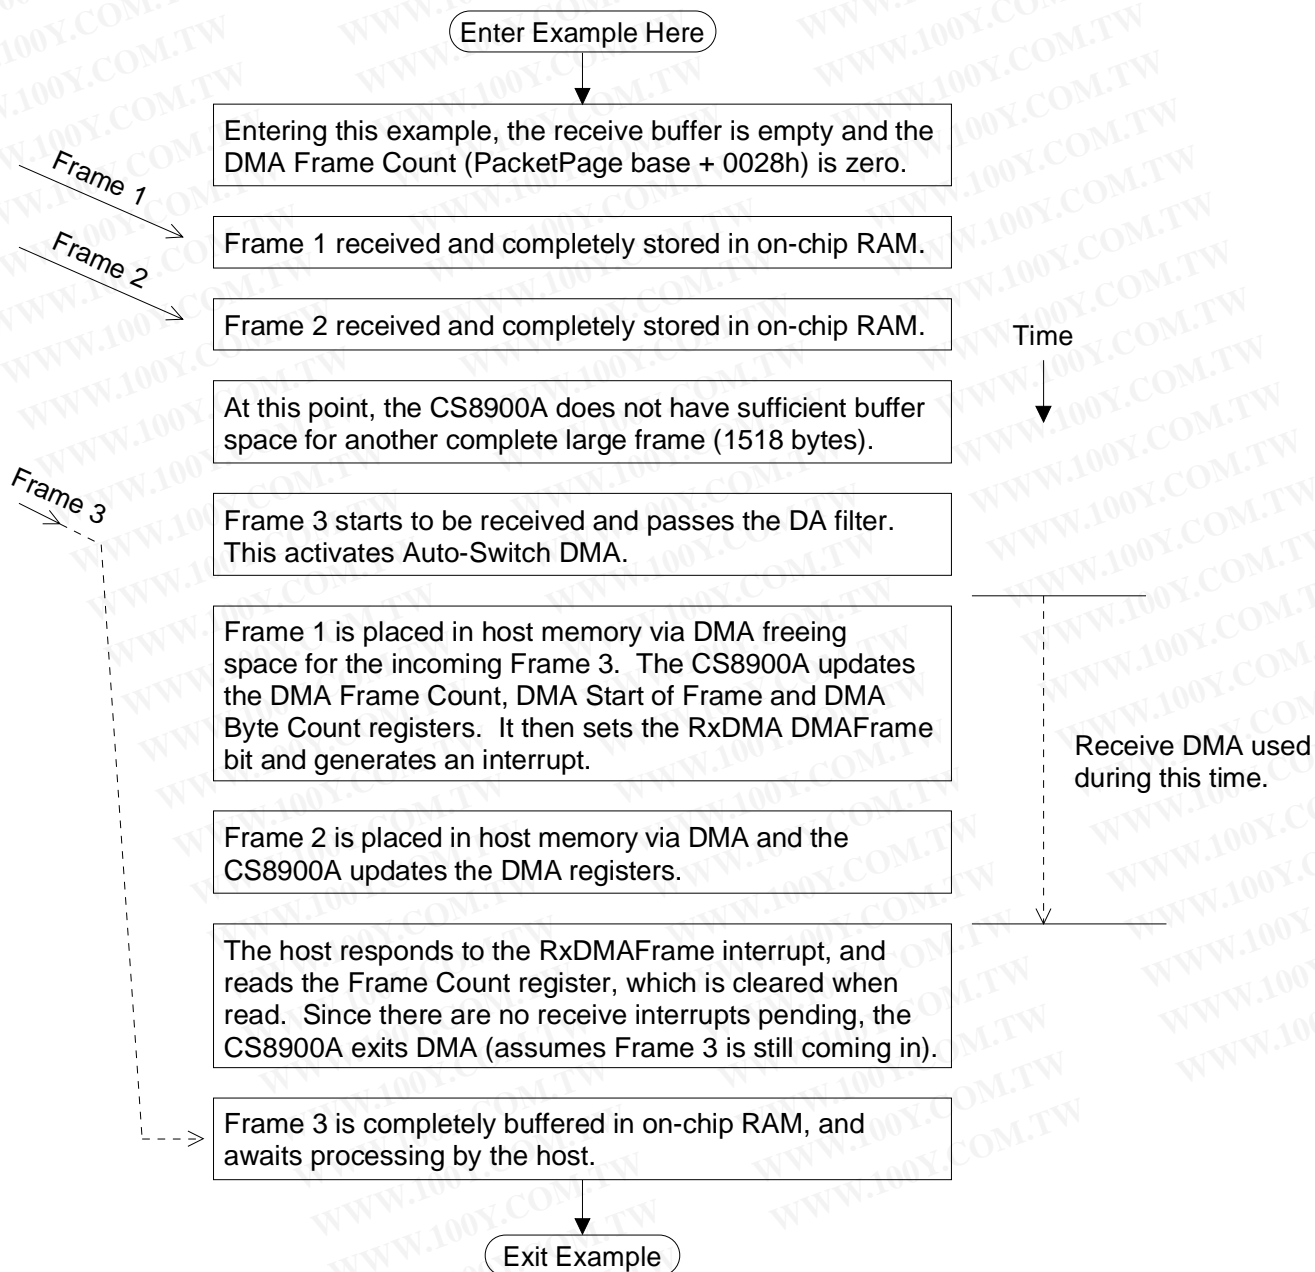 Enter Example Here
Entering this example, the receive buffer is empty and the
DMA Frame Count (PacketPage base + 0028h) is zero.
Frame 1
Frame 1 received and completely stored in on-chip RAM.
Frame 2
Frame 2 received and completely stored in on-chip RAM.
Time
At this point, the CS8900A does not have sufficient buffer
space for another complete large frame (1518 bytes).
Frame 3
Frame 3 starts to be received and passes the DA filter.
This activates Auto-Switch DMA.
Frame 1 is placed in host memory via DMA freeing
space for the incoming Frame 3. The CS8900A updates
the DMA Frame Count, DMA Start of Frame and DMA
Byte Count registers. It then sets the RxDMA DMAFrame
bit and generates an interrupt.
Receive DMA used
during this time.
Frame 2 is placed in host memory via DMA and the
CS8900A updates the DMA registers.
The host responds to the RxDMAFrame interrupt, and
reads the Frame Count register, which is cleared when
read. Since there are no receive interrupts pending, the
CS8900A exits DMA (assumes Frame 3 is still coming in).
Frame 3 is completely buffered in on-chip RAM, and
awaits processing by the host.
Exit Example
WWW.100Y.COM.TW